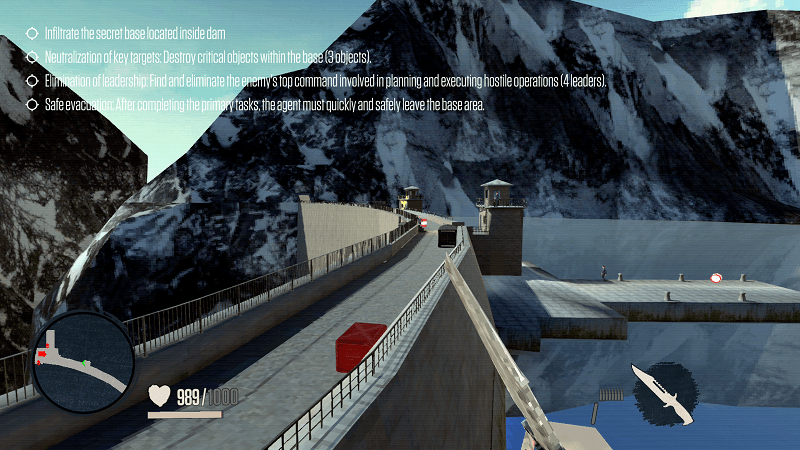 Infiltrate the secret base located inside dam
Neutralization of key targets: Destroy critical objects within the base (3 objects).
Elimination of leadership: Find and eliminate the enemy's top command involved in planning and executing hostile operations (4 leaders).
Safe evacuation: After completing the primary tasks, the agent must quickly and safely leave the base area.
989/1000